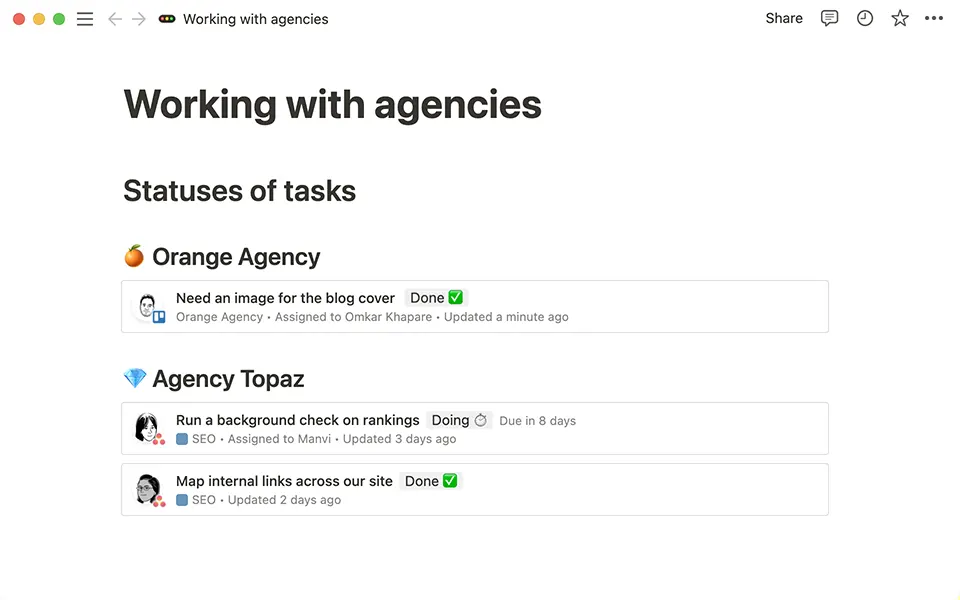 Working with agencies
Share
Working with agencies
Statuses of tasks
Orange Agency
Need an image for the blog cover Done ✅
Orange Agency • Assigned to Omkar Khapare • Updated a minute ago
Agency Topaz
Run a background check on rankings Doing ⏱ Due in 8 days
SEO • Assigned to Manvi • Updated 3 days ago
Map internal links across our site Done ✅
SEO • Updated 2 days ago